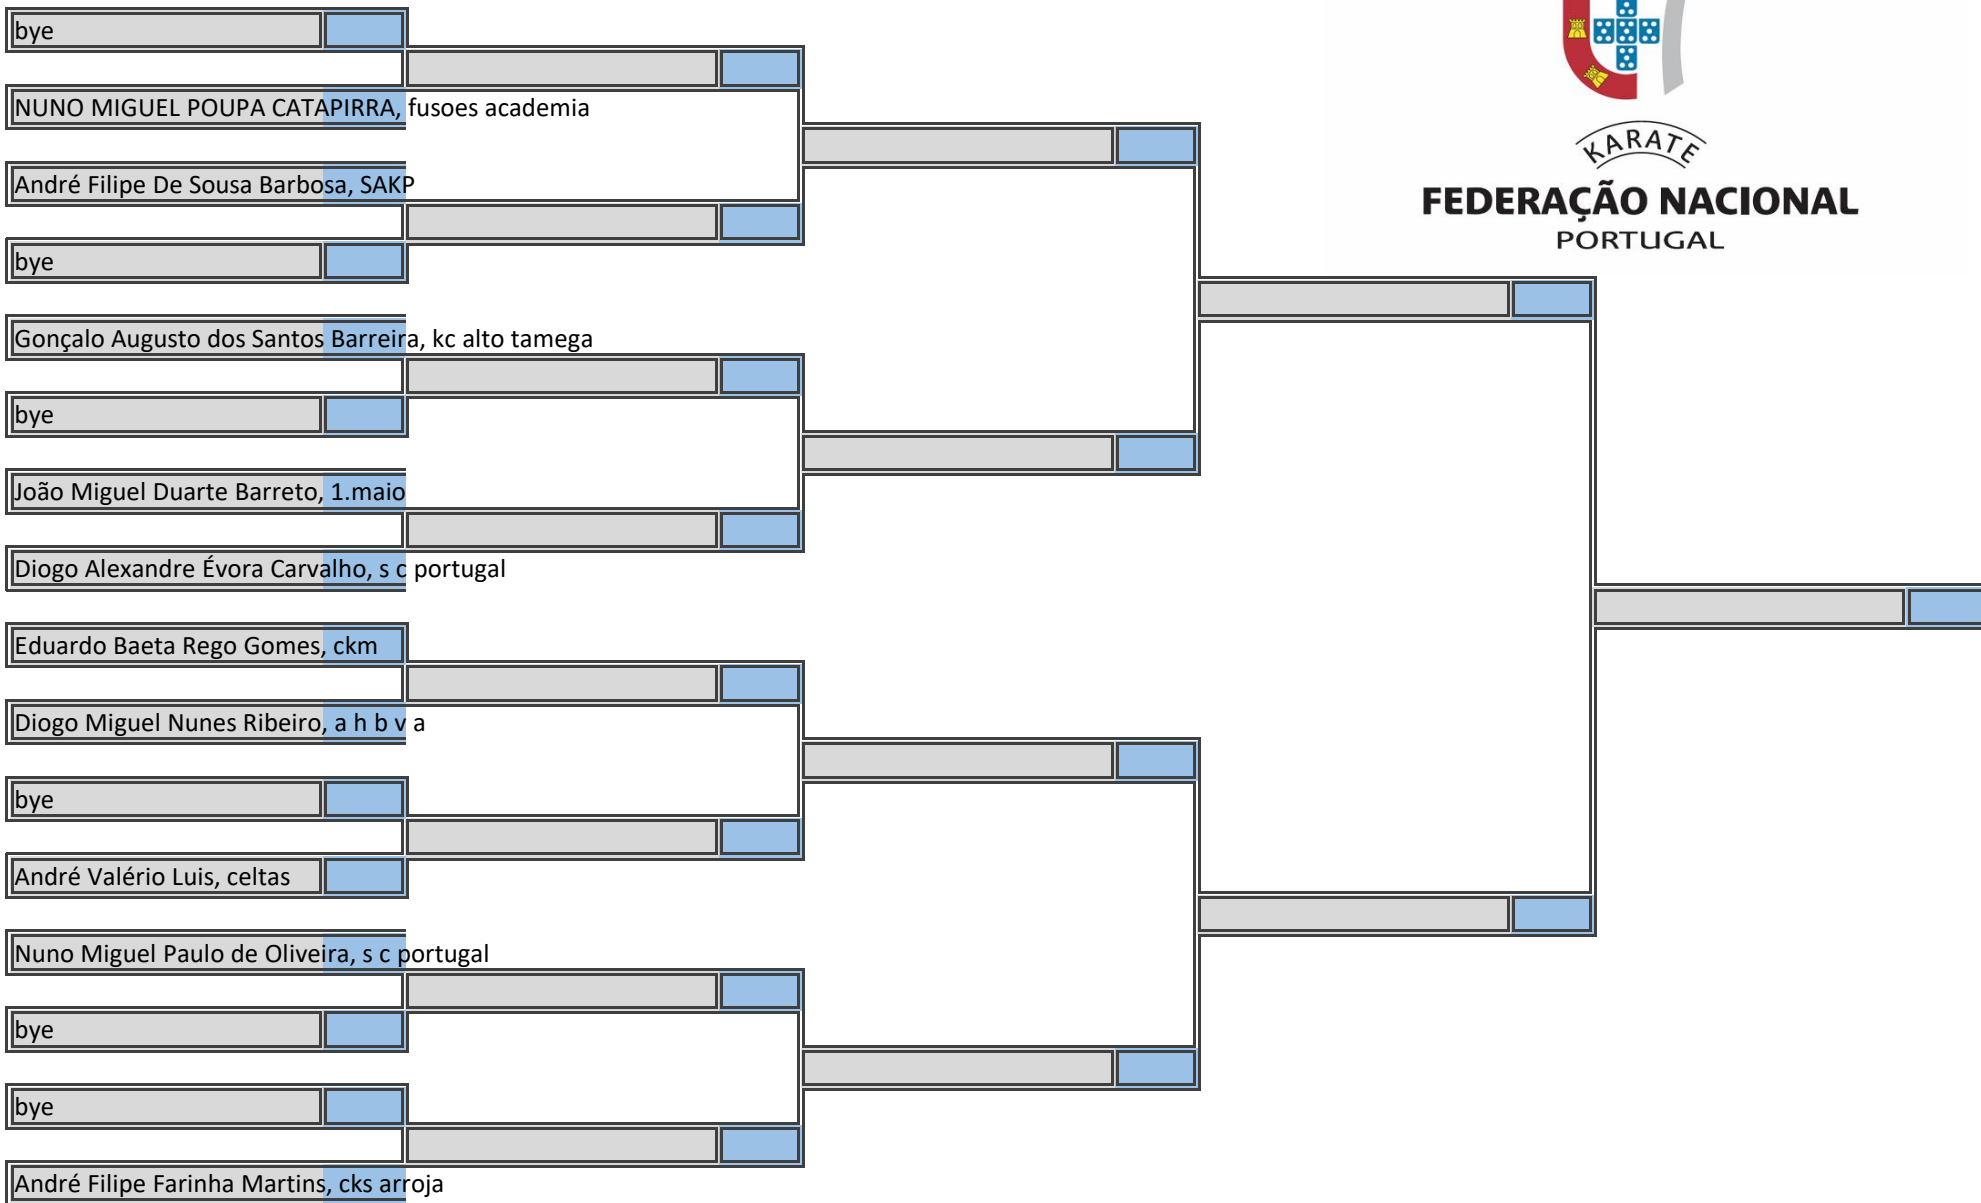 bye
NUNO MIGUEL POUPA CATAPIRRA, fusoes academia
André Filipe De Sousa Barbosa, SAKP
bye
Gonçalo Augusto dos Santos Barreira, kc alto tamega
bye
João Miguel Duarte Barreto, 1.maio
Diogo Alexandre Évora Carvalho, s c portugal
Eduardo Baeta Rego Gomes, ckm
Diogo Miguel Nunes Ribeiro, a h b v a
bye
André Valério Luis, celtas
Nuno Miguel Paulo de Oliveira, s c portugal
bye
bye
André Filipe Farinha Martins, cks arroja
KARATE
FEDERAÇÃO NACIONAL
PORTUGAL